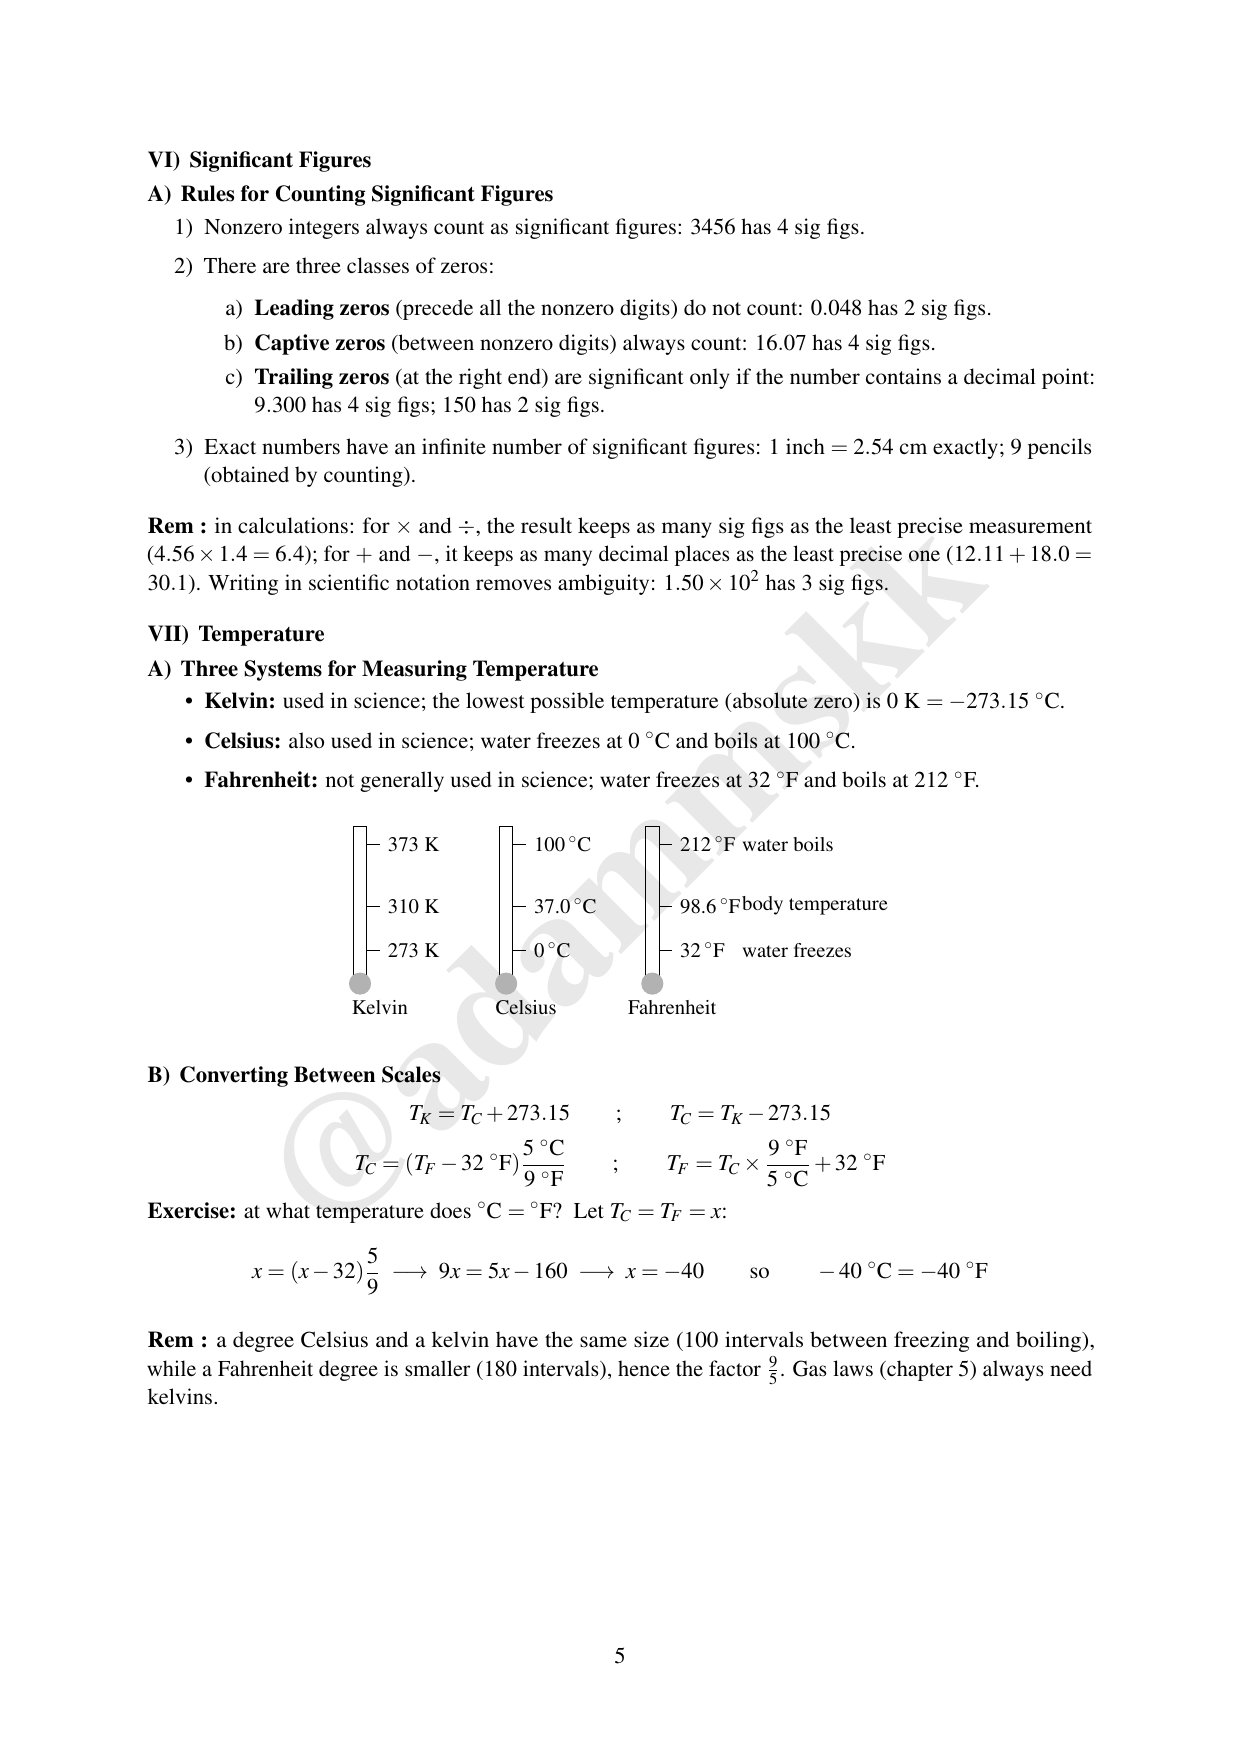 VI) Significant Figures
A) Rules for Counting Significant Figures
1) Nonzero integers always count as significant figures: 3456 has 4 sig figs.
2) There are three classes of zeros:
a) Leading zeros (precede all the nonzero digits) do not count: 0.048 has 2 sig figs.
b) Captive zeros (between nonzero digits) always count: 16.07 has 4 sig figs.
c) Trailing zeros (at the right end) are significant only if the number contains a decimal point:
9.300 has 4 sig figs; 150 has 2 sig figs.
3) Exact numbers have an infinite number of significant figures: 1 inch = 2.54 cm exactly; 9 pencils
(obtained by counting).
Rem : in calculations: for × and ÷, the result keeps as many sig figs as the least precise measurement
(4.56 × 1.4 = 6.4); for + and −, it keeps as many decimal places as the least precise one (12.11 + 18.0 =
30.1). Writing in scientific notation removes ambiguity: 1.50 × 10² has 3 sig figs.
VII) Temperature
A) Three Systems for Measuring Temperature
• Kelvin: used in science; the lowest possible temperature (absolute zero) is 0 K = −273.15 °C.
• Celsius: also used in science; water freezes at 0 °C and boils at 100 °C.
• Fahrenheit: not generally used in science; water freezes at 32 °F and boils at 212 °F.
373 K 100 °C 212 °F water boils
310 K 37.0 °C 98.6 °F body temperature
273 K 0 °C 32 °F water freezes
Kelvin Celsius Fahrenheit
B) Converting Between Scales
T_K = T_C + 273.15 ; T_C = T_K − 273.15
T_C = (T_F − 32 °F) 5 °C / 9 °F ; T_F = T_C × 9 °F / 5 °C + 32 °F
Exercise: at what temperature does °C = °F? Let T_C = T_F = x:
x = (x − 32) 5/9 ⟶ 9x = 5x − 160 ⟶ x = −40 so − 40 °C = −40 °F
Rem : a degree Celsius and a kelvin have the same size (100 intervals between freezing and boiling),
while a Fahrenheit degree is smaller (180 intervals), hence the factor 9/5. Gas laws (chapter 5) always need
kelvins.
5
@adammskk